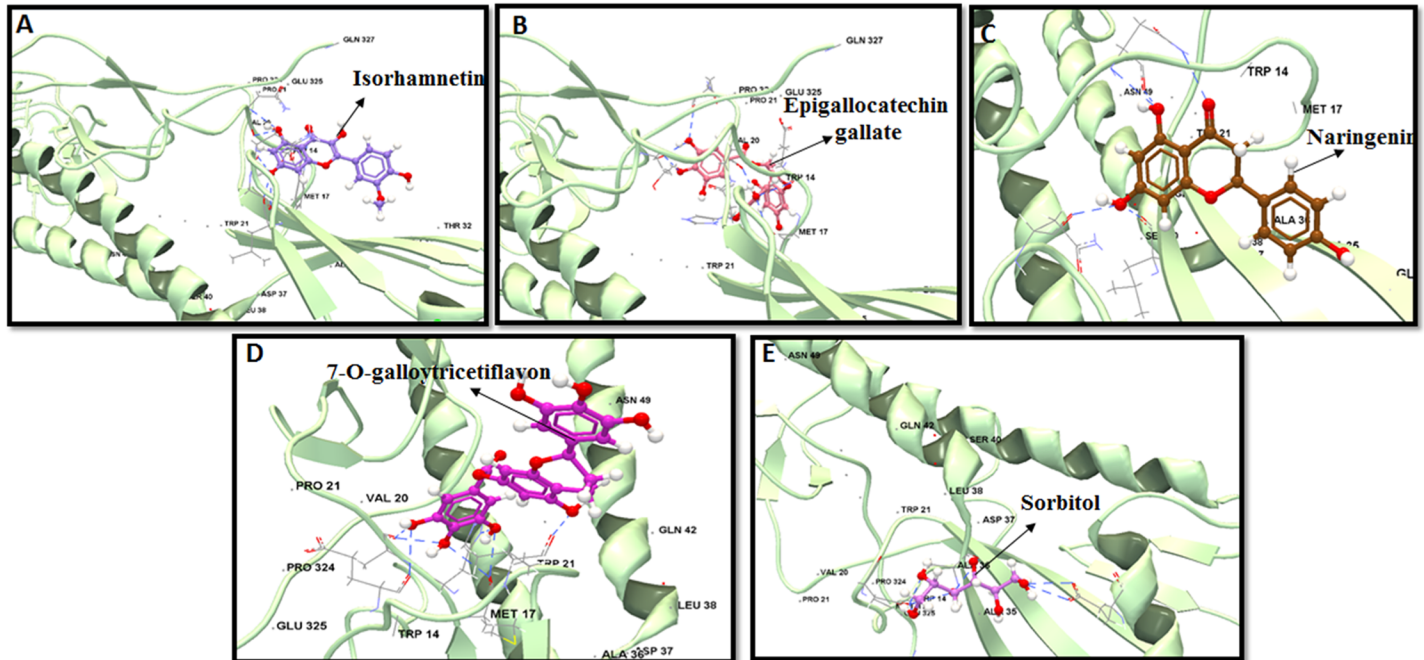 A
GLN 327
GLU 325
PRO 21
Isorhamnetin
MET 17
TRP 21
THR 32
ASP 37
B
GLN 327
GLU 325
PRO 21
Epigallocatechin
gallate
TRP 14
MET 17
TRP 21
C
TRP 14
ASN 49
MET 17
Naringenin
ALA 36
D
7-O-galloytricetiflavon
ASN 49
PRO 21
VAL 20
GLN 42
PRO 324
TRP 21
GLU 325
MET 17
LEU 38
TRP 14
ALA 36
ASP 37
E
ASN 49
GLN 42
SER 40
LEU 38
Sorbitol
TRP 21
ASP 37
VAL 20
PRO 324
PRO 21